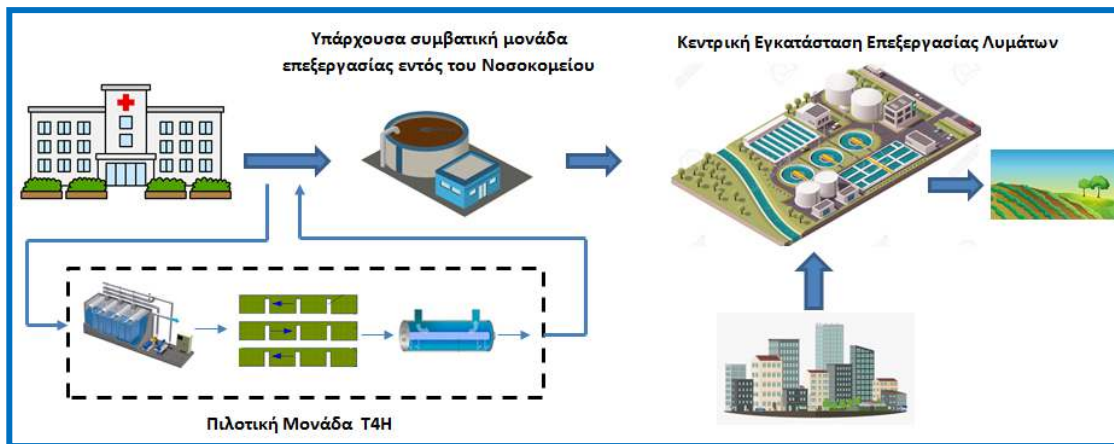 Υπάρχουσα συμβατική μονάδα
επεξεργασίας εντός του Νοσοκομείου
Κεντρική Εγκατάσταση Επεξεργασίας Λυμάτων
Πιλοτική Μονάδα T4H